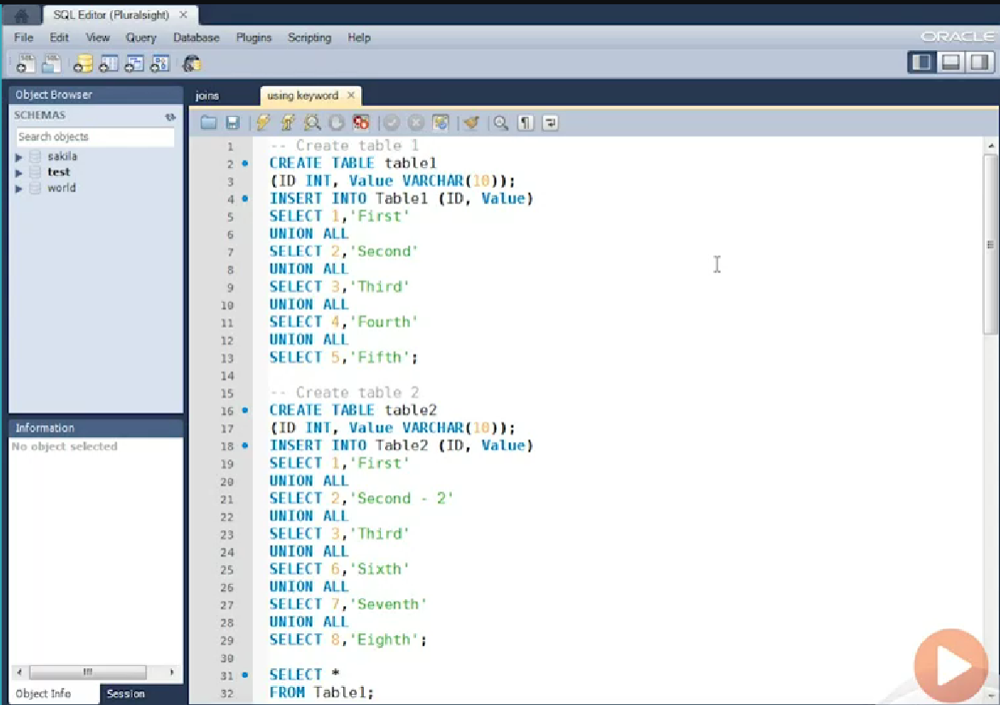 SQL Editor (Pluralsight) ×
File Edit View Query Database Plugins Scripting Help
ORACLE
Object Browser
SCHEMAS
Search objects
sakila
test
world
Information
No object selected
Object Info Session
joins using keyword ×
1 -- Create table 1
2 CREATE TABLE table1
3 (ID INT, Value VARCHAR(10));
4 INSERT INTO Table1 (ID, Value)
5 SELECT 1,'First'
6 UNION ALL
7 SELECT 2,'Second'
8 UNION ALL
9 SELECT 3,'Third'
10 UNION ALL
11 SELECT 4,'Fourth'
12 UNION ALL
13 SELECT 5,'Fifth';
14
15 -- Create table 2
16 CREATE TABLE table2
17 (ID INT, Value VARCHAR(10));
18 INSERT INTO Table2 (ID, Value)
19 SELECT 1,'First'
20 UNION ALL
21 SELECT 2,'Second - 2'
22 UNION ALL
23 SELECT 3,'Third'
24 UNION ALL
25 SELECT 6,'Sixth'
26 UNION ALL
27 SELECT 7,'Seventh'
28 UNION ALL
29 SELECT 8,'Eighth';
30
31 SELECT *
32 FROM Table1;